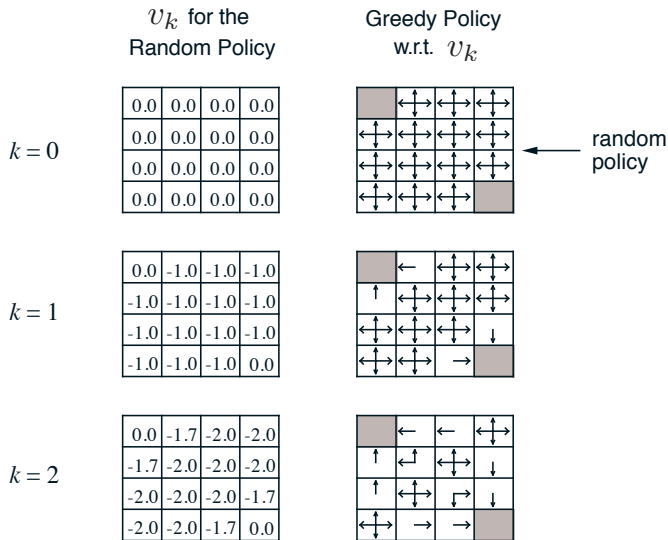 v_k for the
Random Policy
Greedy Policy
w.r.t. v_k
k = 0
0.0 0.0 0.0 0.0
0.0 0.0 0.0 0.0
0.0 0.0 0.0 0.0
0.0 0.0 0.0 0.0
random
policy
k = 1
0.0 -1.0 -1.0 -1.0
-1.0 -1.0 -1.0 -1.0
-1.0 -1.0 -1.0 -1.0
-1.0 -1.0 -1.0 0.0
k = 2
0.0 -1.7 -2.0 -2.0
-1.7 -2.0 -2.0 -2.0
-2.0 -2.0 -2.0 -1.7
-2.0 -2.0 -1.7 0.0